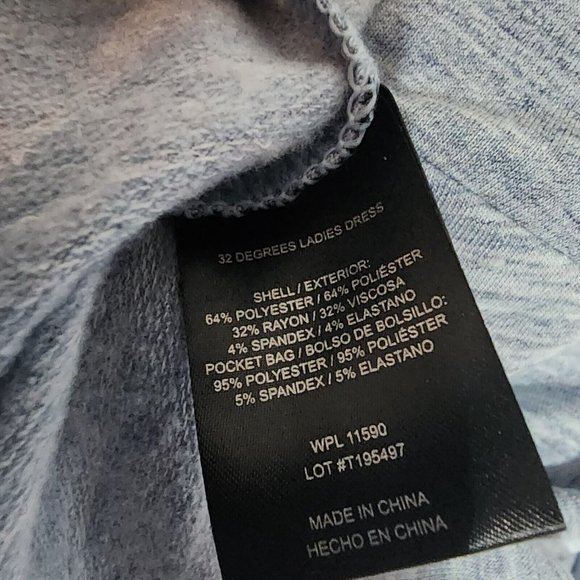 32 DEGREES LADIES DRESS
SHELL / EXTERIOR:
64% POLYESTER / 64% POLIÉSTER
32% RAYON / 32% VISCOSA
4% SPANDEX / 4% ELASTANO
POCKET BAG / BOLSO DE BOLSILLO:
95% POLYESTER / 95% POLIÉSTER
5% SPANDEX / 5% ELASTANO
WPL 11590
LOT #T195497
MADE IN CHINA
HECHO EN CHINA